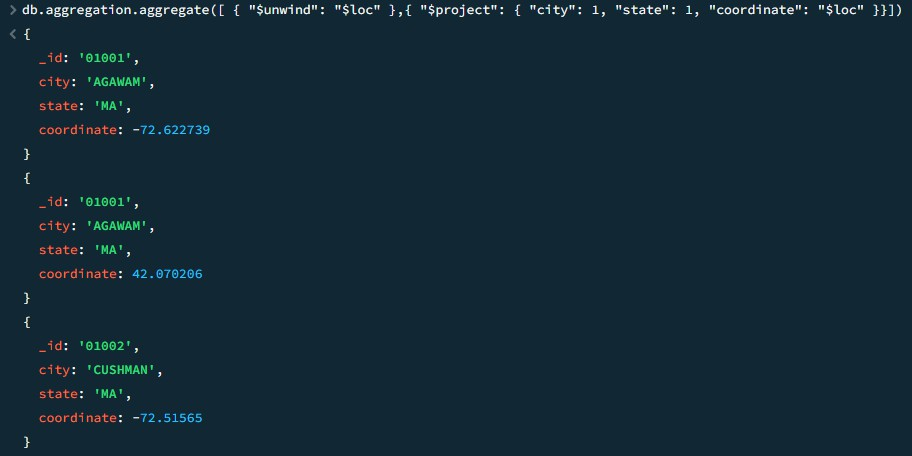 > db.aggregation.aggregate([ { "$unwind": "$loc" },{ "$project": { "city": 1, "state": 1, "coordinate": "$loc" }}])
< {
_id: '01001',
city: 'AGAWAM',
state: 'MA',
coordinate: -72.622739
}
{
_id: '01001',
city: 'AGAWAM',
state: 'MA',
coordinate: 42.070206
}
{
_id: '01002',
city: 'CUSHMAN',
state: 'MA',
coordinate: -72.51565
}